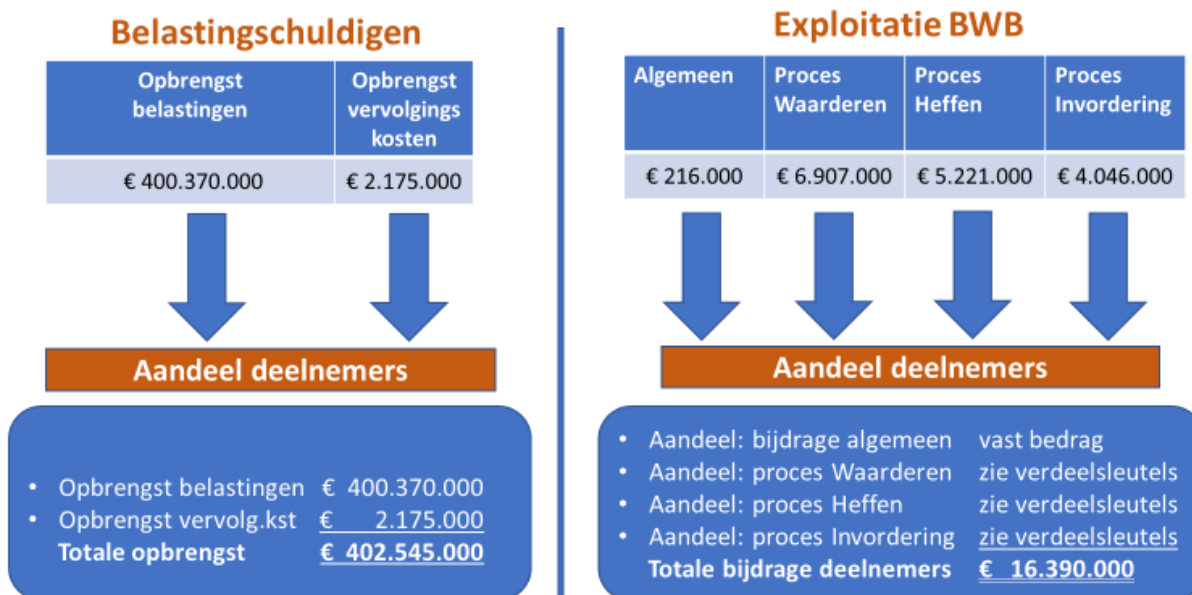 Belastingschuldigen
Opbrengst
belastingen
Opbrengst
vervolgings
kosten
€ 400.370.000
€ 2.175.000
Aandeel deelnemers
• Opbrengst belastingen € 400.370.000
• Opbrengst vervolg.kst € 2.175.000
Totale opbrengst € 402.545.000
Exploitatie BWB
Algemeen
Proces
Waarderen
Proces
Heffen
Proces
Invordering
€ 216.000
€ 6.907.000
€ 5.221.000
€ 4.046.000
Aandeel deelnemers
• Aandeel: bijdrage algemeen vast bedrag
• Aandeel: proces Waarderen zie verdeelsleutels
• Aandeel: proces Heffen zie verdeelsleutels
• Aandeel: proces Invordering zie verdeelsleutels
Totale bijdrage deelnemers € 16.390.000